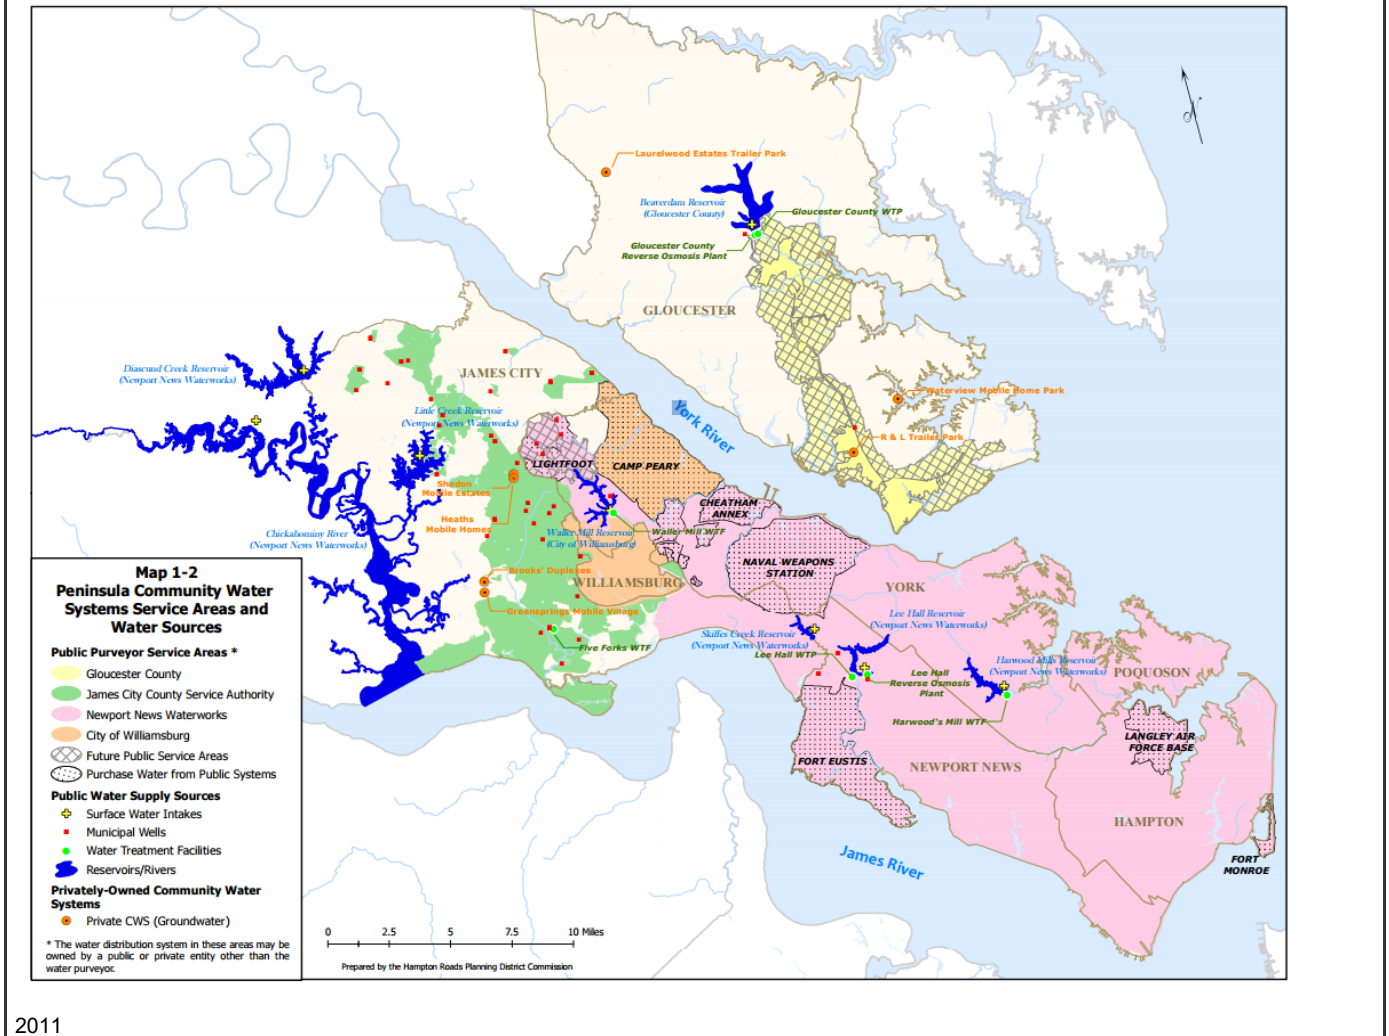 Laurelwood Estates Trailer Park
Beaverdam Reservoir
(Gloucester County)
Gloucester County WTP
Gloucester County
Reverse Osmosis Plant
GLOUCESTER
Diascund Creek Reservoir
(Newport News Waterworks)
JAMES CITY
Little Creek Reservoir
(Newport News Waterworks)
York River
Waterview Mobile Home Park
R & L Trailer Park
LIGHTFOOT
CAMP PEARY
Shodon
Mobile Estates
Heaths
Mobile Homes
CHEATHAM
ANNEX
Chickahominy River
(Newport News Waterworks)
Waller Mill Reservoir
(City of Williamsburg)
Waller Mill WTF
NAVAL WEAPONS
STATION
Brooks' Duplexes
WILLIAMSBURG
YORK
Greensprings Mobile Village
Lee Hall Reservoir
(Newport News Waterworks)
Skiffes Creek Reservoir
(Newport News Waterworks)
Five Forks WTF
Lee Hall WTP
Harwood Mills Reservoir
(Newport News Waterworks)
POQUOSON
Lee Hall
Reverse Osmosis
Plant
Harwood's Mill WTF
LANGLEY AIR
FORCE BASE
FORT EUSTIS
NEWPORT NEWS
HAMPTON
James River
FORT
MONROE
Map 1-2
Peninsula Community Water
Systems Service Areas and
Water Sources
Public Purveyor Service Areas *
Gloucester County
James City County Service Authority
Newport News Waterworks
City of Williamsburg
Future Public Service Areas
Purchase Water from Public Systems
Public Water Supply Sources
Surface Water Intakes
Municipal Wells
Water Treatment Facilities
Reservoirs/Rivers
Privately-Owned Community Water
Systems
Private CWS (Groundwater)
* The water distribution system in these areas may be
owned by a public or private entity other than the
water purveyor.
0 2.5 5 7.5 10 Miles
Prepared by the Hampton Roads Planning District Commission
2011